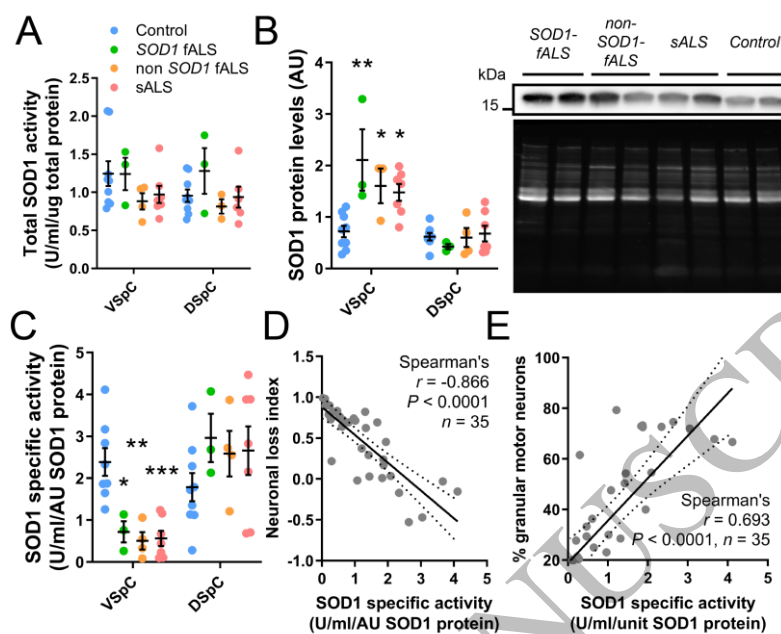 A
Control
SOD1 fALS
non SOD1 fALS
sALS
Total SOD1 activity
(U/ml/ug total protein)
2.5
2.0
1.5
1.0
0.5
0.0
VSpC
DSpC
B
SOD1 protein levels (AU)
4
3
2
1
0
**
*
*
VSpC
DSpC
SOD1-
fALS
non-
SOD1-
fALS
sALS
Control
kDa
15
C
SOD1 specific activity
(U/ml/AU SOD1 protein)
5
4
3
2
1
0
*
**
***
VSpC
DSpC
D
Neuronal loss index
1.5
1.0
0.5
0.0
-0.5
-1.0
Spearman's
r = -0.866
P < 0.0001
n = 35
0
1
2
3
4
5
SOD1 specific activity
(U/ml/AU SOD1 protein)
E
% granular motor neurons
100
80
60
40
20
Spearman's
r = 0.693
P < 0.0001, n = 35
0
1
2
3
4
5
SOD1 specific activity
(U/ml/unit SOD1 protein)
NUSC